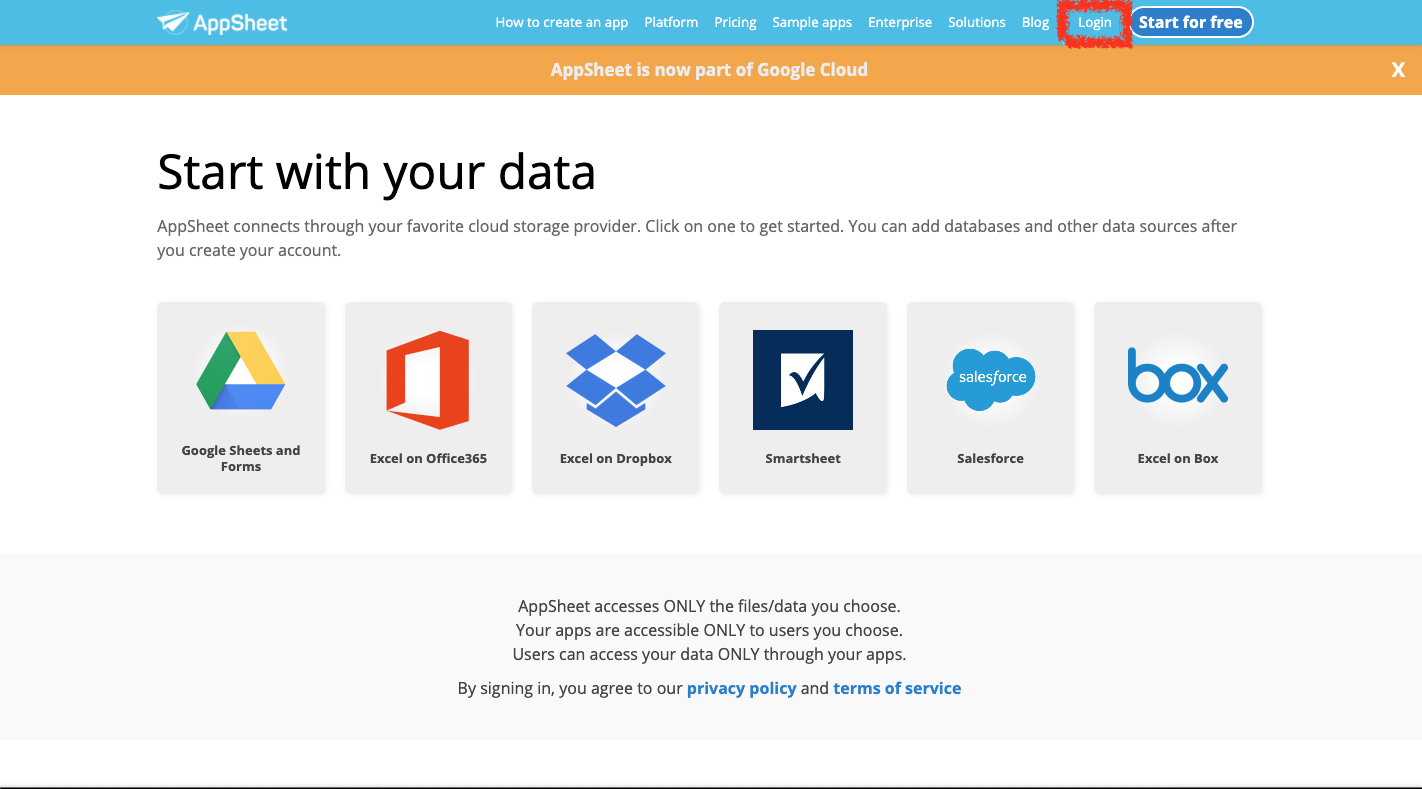 AppSheet
How to create an app Platform Pricing Sample apps Enterprise Solutions Blog Login Start for free
AppSheet is now part of Google Cloud X
Start with your data
AppSheet connects through your favorite cloud storage provider. Click on one to get started. You can add databases and other data sources after
you create your account.
salesforce
box
Google Sheets and
Forms
Excel on Office365
Excel on Dropbox
Smartsheet
Salesforce
Excel on Box
AppSheet accesses ONLY the files/data you choose.
Your apps are accessible ONLY to users you choose.
Users can access your data ONLY through your apps.
By signing in, you agree to our privacy policy and terms of service